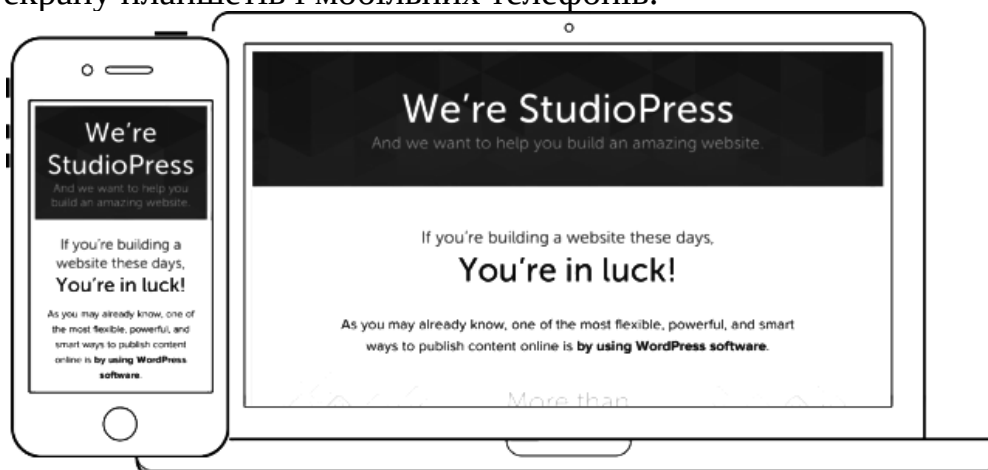 екрану планшетів і мобільних телефонів.
We're
StudioPress
And we want to help you
build an amazing website.
If you're building a
website these days,
You're in luck!
As you may already know, one of
the most flexible, powerful, and
smart ways to publish content
online is by using WordPress
software.
We're StudioPress
And we want to help you build an amazing website.
If you're building a website these days,
You're in luck!
As you may already know, one of the most flexible, powerful, and smart
ways to publish content online is by using WordPress software.
More than